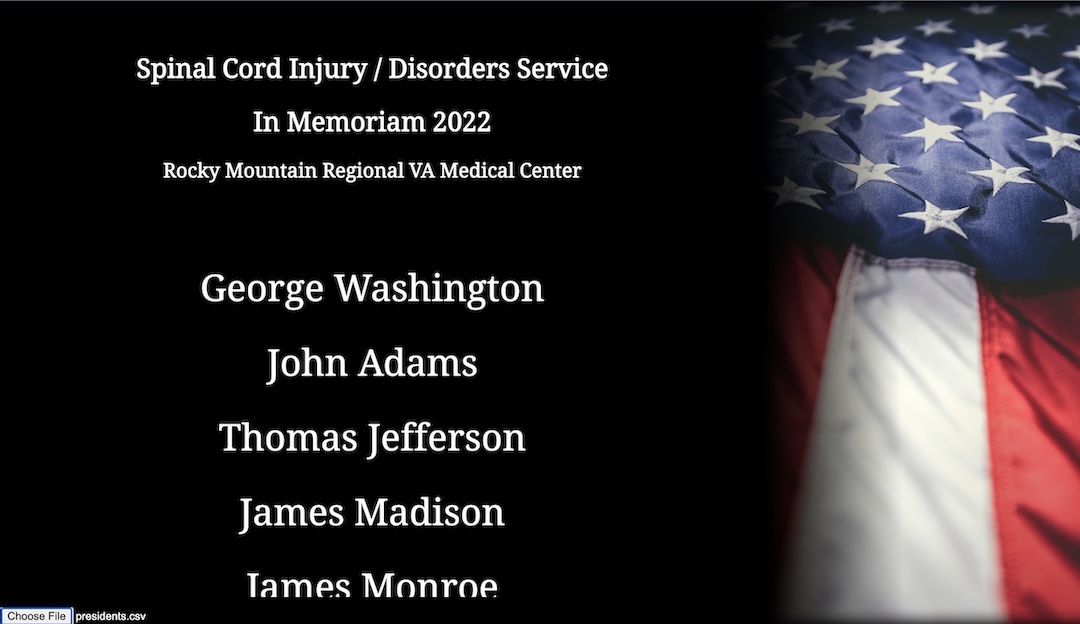 Spinal Cord Injury / Disorders Service
In Memoriam 2022
Rocky Mountain Regional VA Medical Center
George Washington
John Adams
Thomas Jefferson
James Madison
James Monroe
Choose File presidents.csv